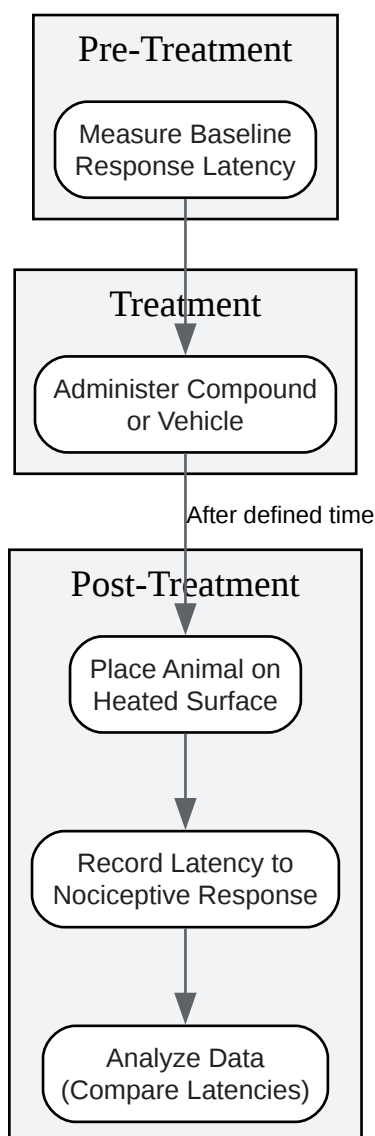 Pre-Treatment
Measure Baseline
Response Latency
Treatment
Administer Compound
or Vehicle
After defined time
Post-Treatment
Place Animal on
Heated Surface
Record Latency to
Nociceptive Response
Analyze Data
(Compare Latencies)